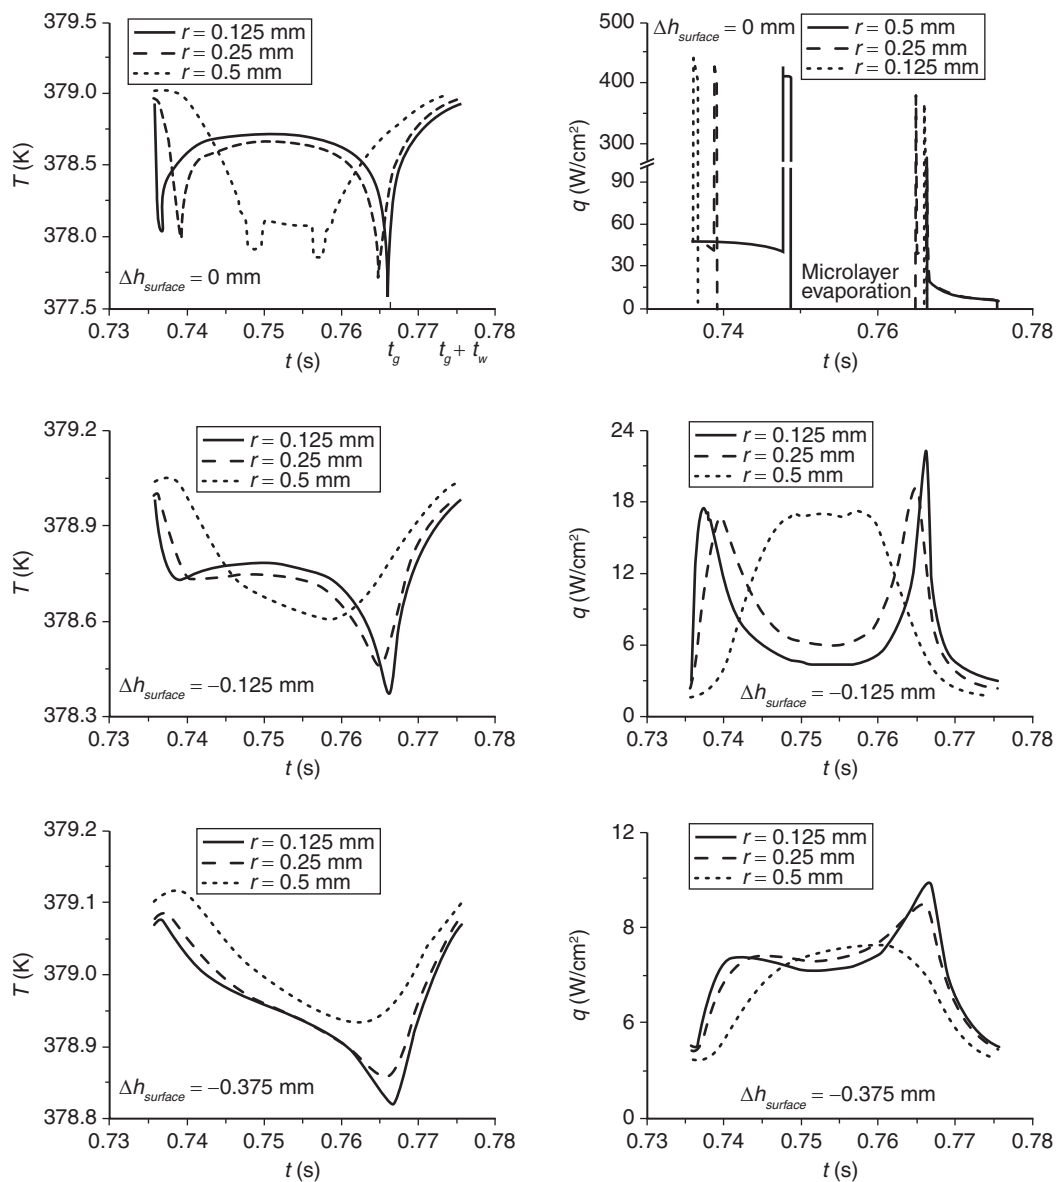 379.5
379.0
378.5
378.0
377.5
T (K)
r = 0.125 mm
r = 0.25 mm
r = 0.5 mm
Δh_surface = 0 mm
0.73 0.74 0.75 0.76 0.77 0.78
t_g t_g + t_w
t (s)
500
400
300
90
60
30
0
q (W/cm²)
Δh_surface = 0 mm
r = 0.5 mm
r = 0.25 mm
r = 0.125 mm
Microlayer
evaporation
0.74 0.76 0.78
t (s)
379.2
378.9
378.6
378.3
T (K)
r = 0.125 mm
r = 0.25 mm
r = 0.5 mm
Δh_surface = −0.125 mm
0.73 0.74 0.75 0.76 0.77 0.78
t (s)
24
18
12
6
0
q (W/cm²)
r = 0.125 mm
r = 0.25 mm
r = 0.5 mm
Δh_surface = −0.125 mm
0.73 0.74 0.75 0.76 0.77 0.78
t (s)
379.2
379.1
379.0
378.9
378.8
T (K)
r = 0.125 mm
r = 0.25 mm
r = 0.5 mm
Δh_surface = −0.375 mm
0.73 0.74 0.75 0.76 0.77 0.78
t (s)
12
8
6
0
q (W/cm²)
r = 0.125 mm
r = 0.25 mm
r = 0.5 mm
Δh_surface = −0.375 mm
0.73 0.74 0.75 0.76 0.77 0.78
t (s)